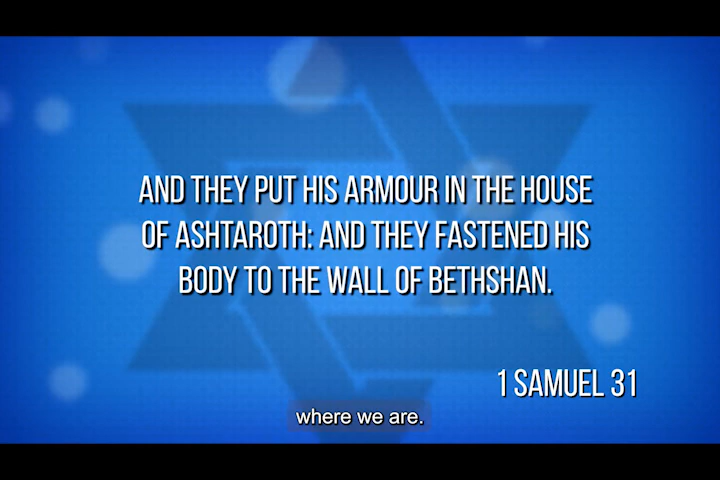 AND THEY PUT HIS ARMOUR IN THE HOUSE
OF ASHTAROTH: AND THEY FASTENED HIS
BODY TO THE WALL OF BETHSHAN.
1 SAMUEL 31
where we are.